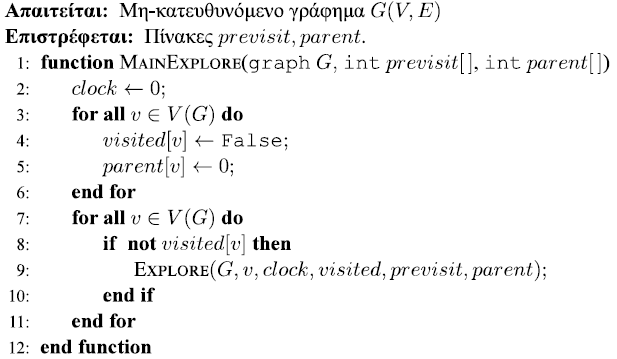 Απαιτείται: Μη-κατευθυνόμενο γράφημα G(V, E)
Επιστρέφεται: Πίνακες previsit, parent.
1: function MAINEXPLORE(graph G, int previsit[ ], int parent[ ])
2: clock ← 0;
3: for all v ∈ V(G) do
4: visited[v] ← False;
5: parent[v] ← 0;
6: end for
7: for all v ∈ V(G) do
8: if not visited[v] then
9: EXPLORE(G, v, clock, visited, previsit, parent);
10: end if
11: end for
12: end function